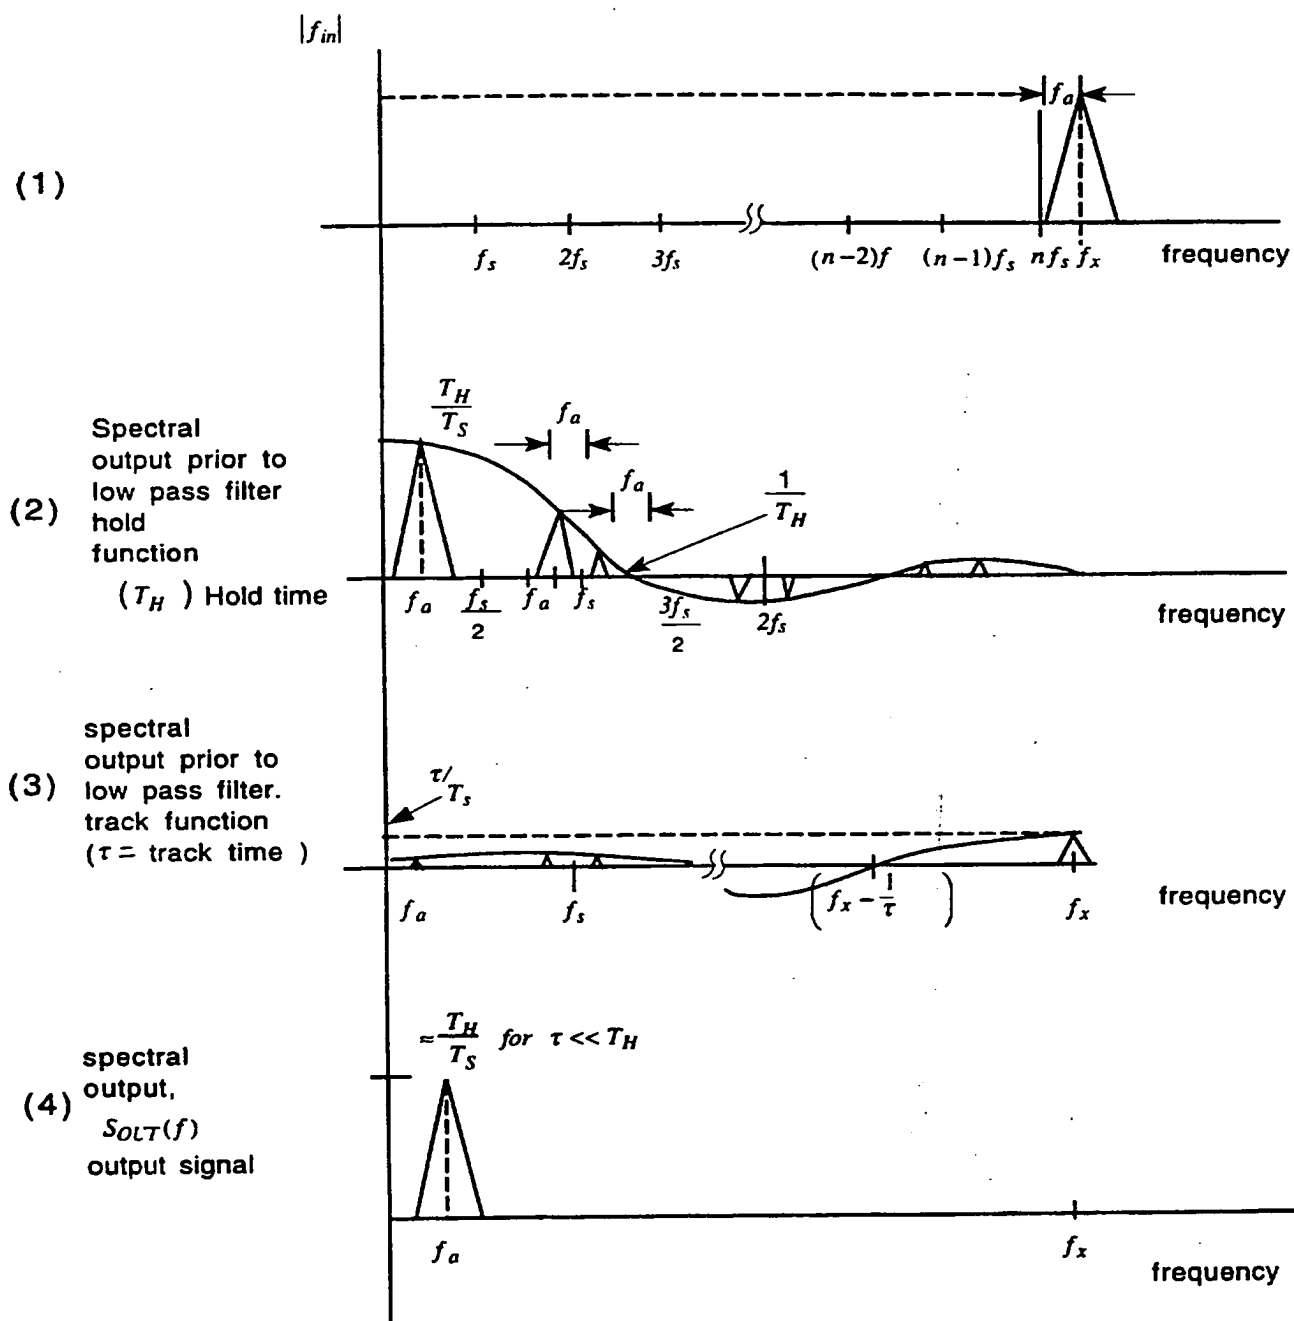 |f_in|
(1)
f_a
f_s 2f_s 3f_s (n-2)f (n-1)f_s nf_s f_x frequency
(2)
Spectral
output prior to
low pass filter
hold
function
(T_H) Hold time
T_H/T_S
f_a
f_a
1/T_H
f_a f_s/2 f_a f_s 3f_s/2 2f_s frequency
(3)
spectral
output prior to
low pass filter.
track function
(τ = track time )
τ/T_s
f_a f_s (f_x - 1/τ) f_x frequency
(4)
spectral
output,
S_OLT(f)
output signal
≈ T_H/T_S for τ << T_H
f_a f_x
frequency